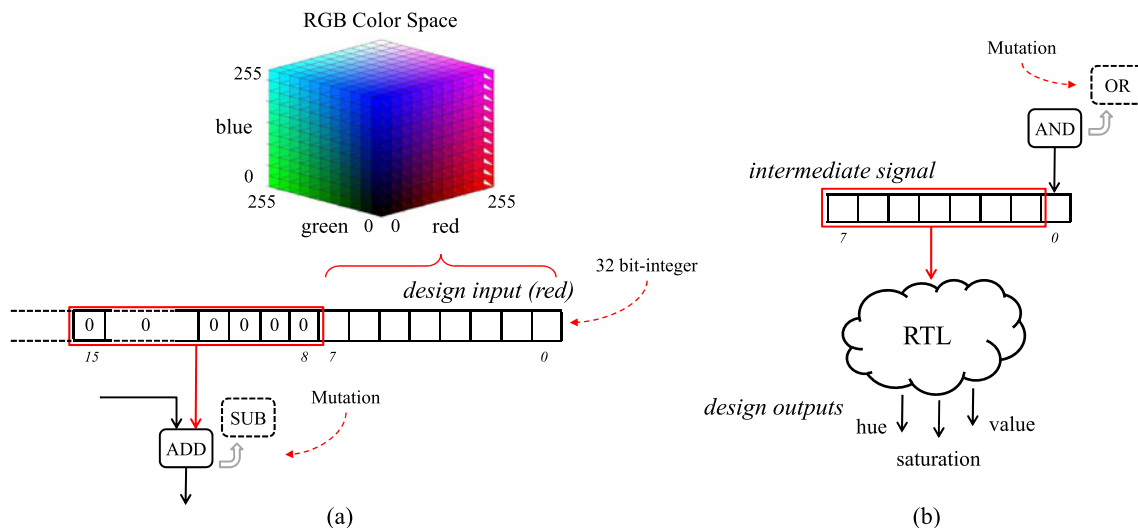 RGB Color Space
255
blue
0
255
green
0
0
red
255
design input (red)
32 bit-integer
0
0
0
0
0
0
15
8
7
0
Mutation
SUB
ADD
(a)
Mutation
OR
AND
intermediate signal
7
0
RTL
design outputs
hue
saturation
value
(b)